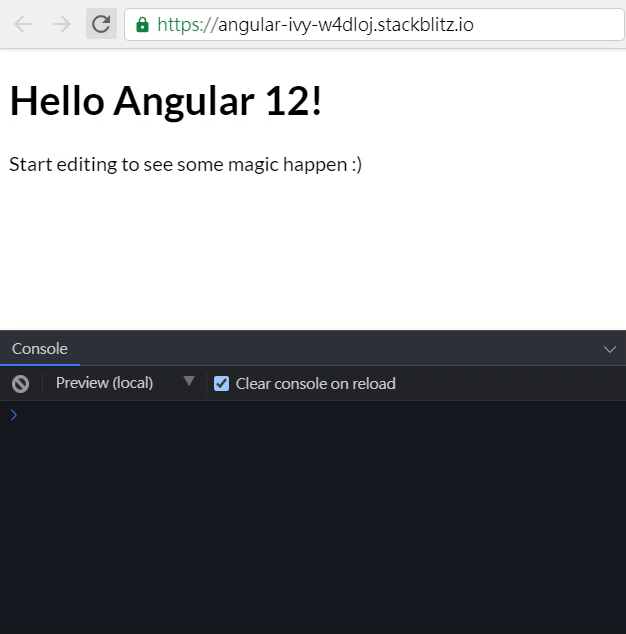 https://angular-ivy-w4dloj.stackblitz.io
Hello Angular 12!
Start editing to see some magic happen :)
Console
Preview (local)
Clear console on reload